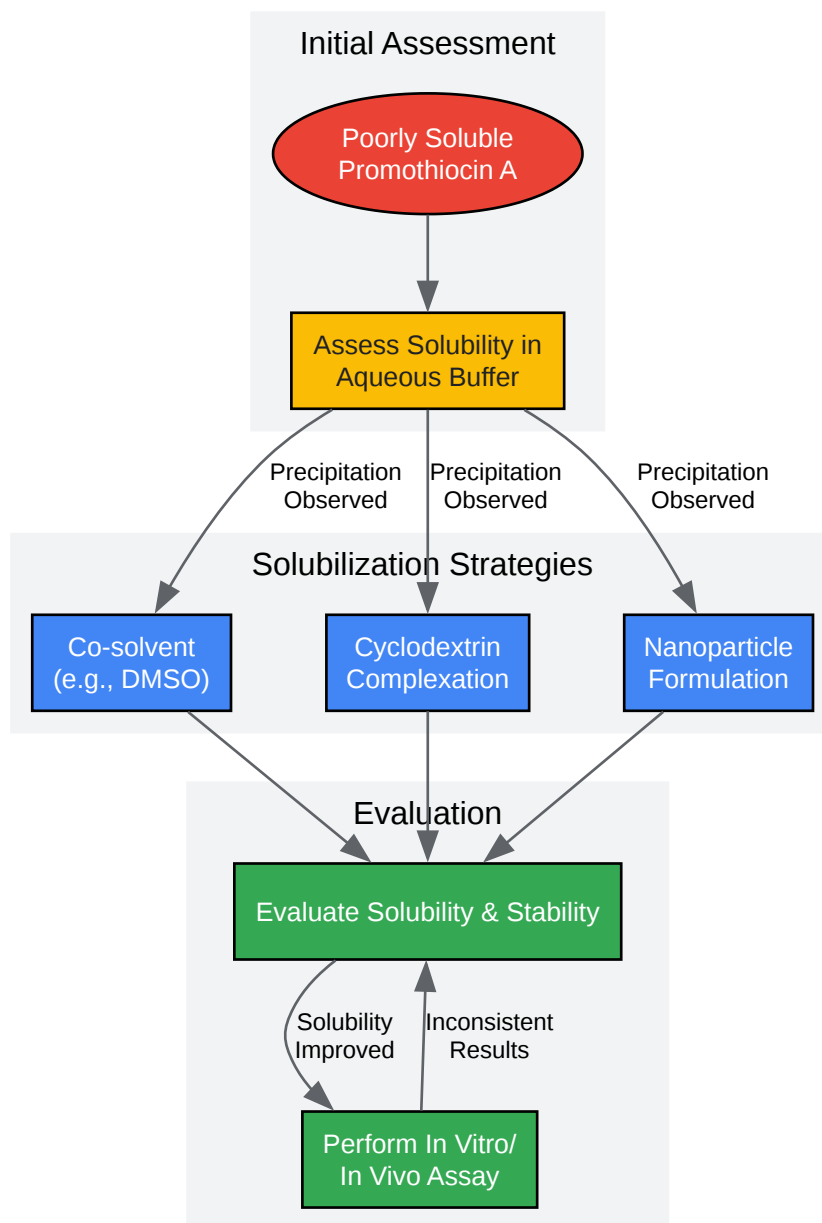 Initial Assessment
Poorly Soluble
Promothiocin A
Assess Solubility in
Aqueous Buffer
Precipitation
Observed
Precipitation
Observed
Precipitation
Observed
Solubilization Strategies
Co-solvent
(e.g., DMSO)
Cyclodextrin
Complexation
Nanoparticle
Formulation
Evaluation
Evaluate Solubility & Stability
Solubility
Improved
Inconsistent
Results
Perform In Vitro/
In Vivo Assay